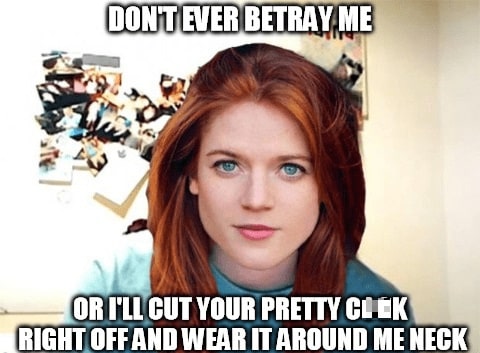 DON'T EVER BETRAY ME
OR I'LL CUT YOUR PRETTY
RIGHT OFF AND WEAR IT AROUND ME NECK